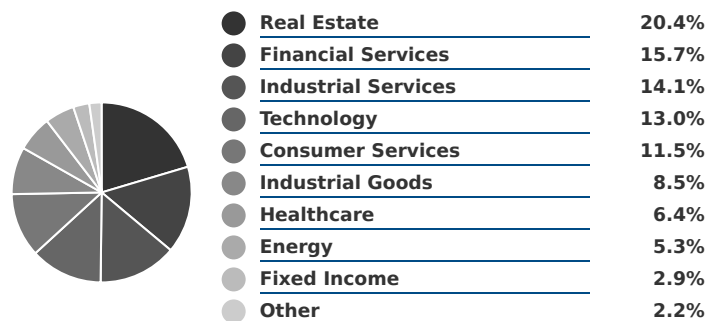 Real Estate 20.4%
Financial Services 15.7%
Industrial Services 14.1%
Technology 13.0%
Consumer Services 11.5%
Industrial Goods 8.5%
Healthcare 6.4%
Energy 5.3%
Fixed Income 2.9%
Other 2.2%